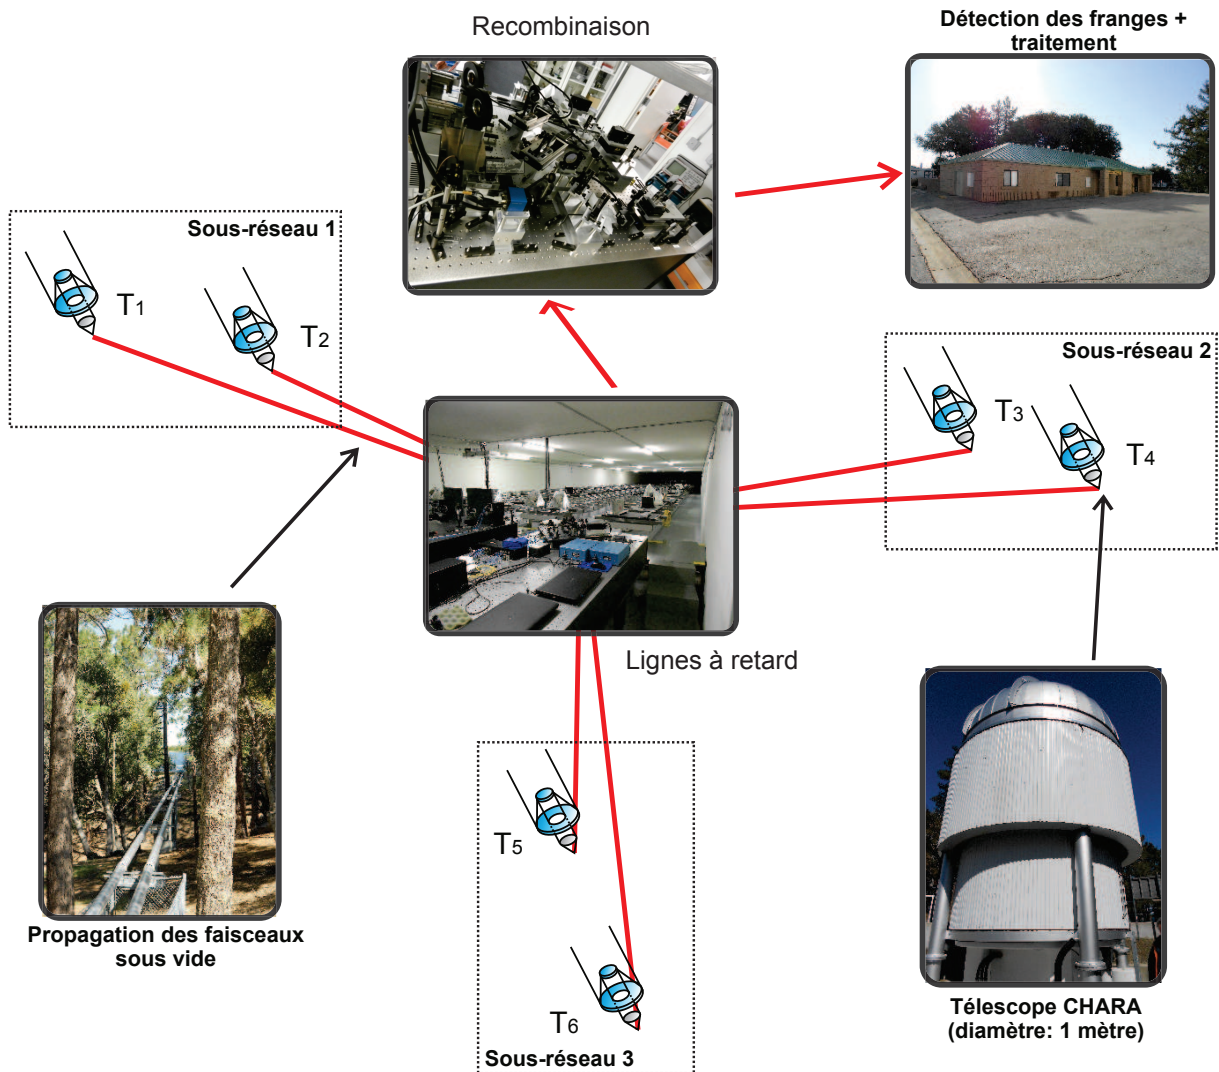 Recombinaison
Détection des franges +
traitement
Sous-réseau 1
T1
T2
Sous-réseau 2
T3
T4
Lignes à retard
T5
T6
Sous-réseau 3
Propagation des faisceaux
sous vide
Télescope CHARA
(diamètre: 1 mètre)